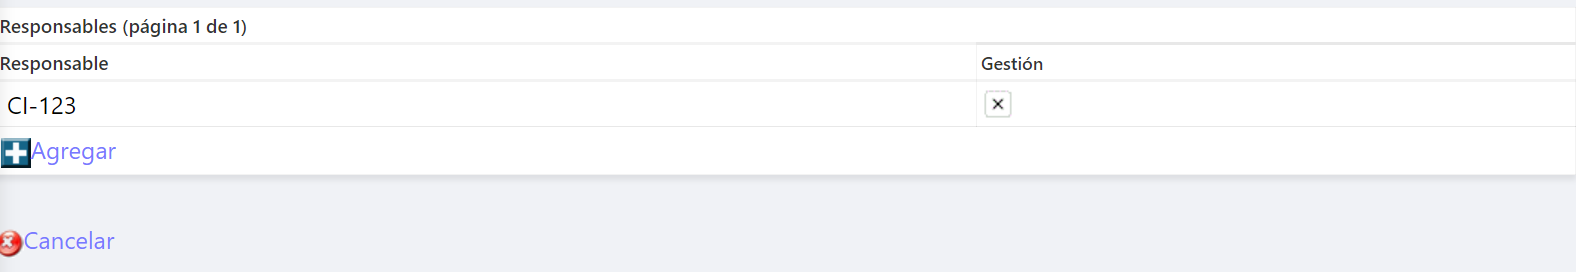 Responsables (página 1 de 1)
Responsable Gestión
CI-123
Agregar
Cancelar